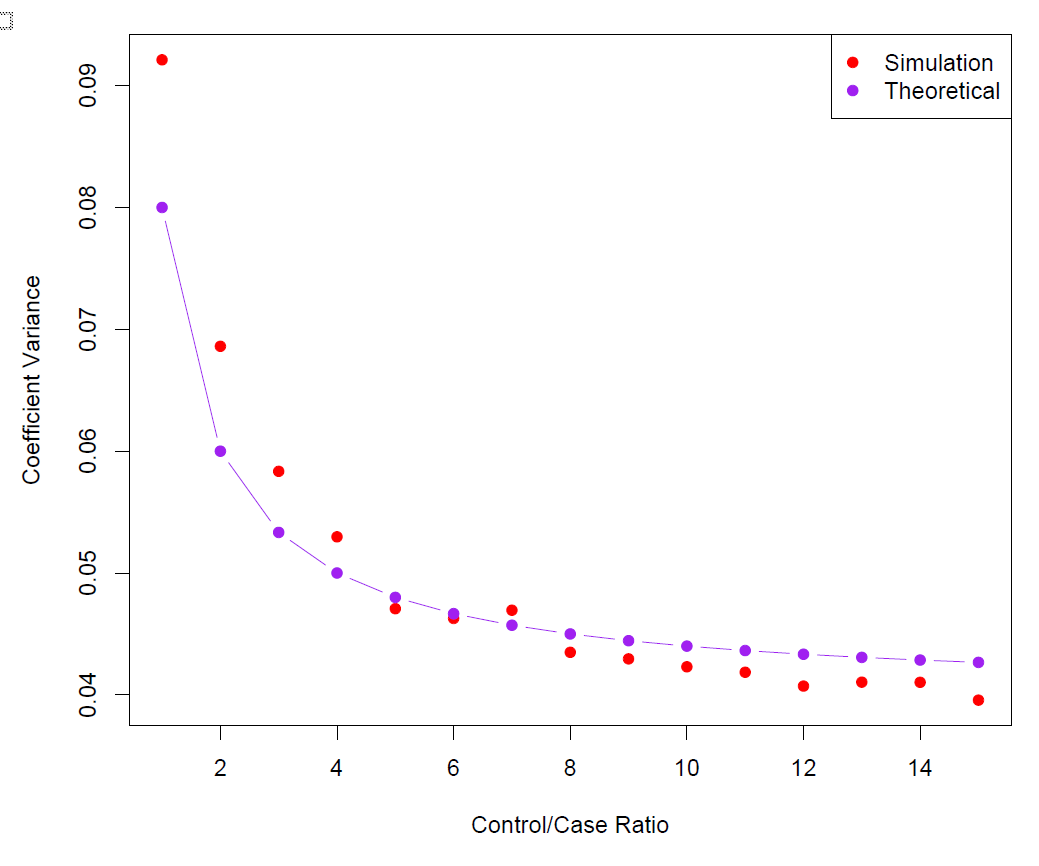 Simulation
Theoretical
Coefficient Variance
0.09
0.08
0.07
0.06
0.05
0.04
2 4 6 8 10 12 14
Control/Case Ratio